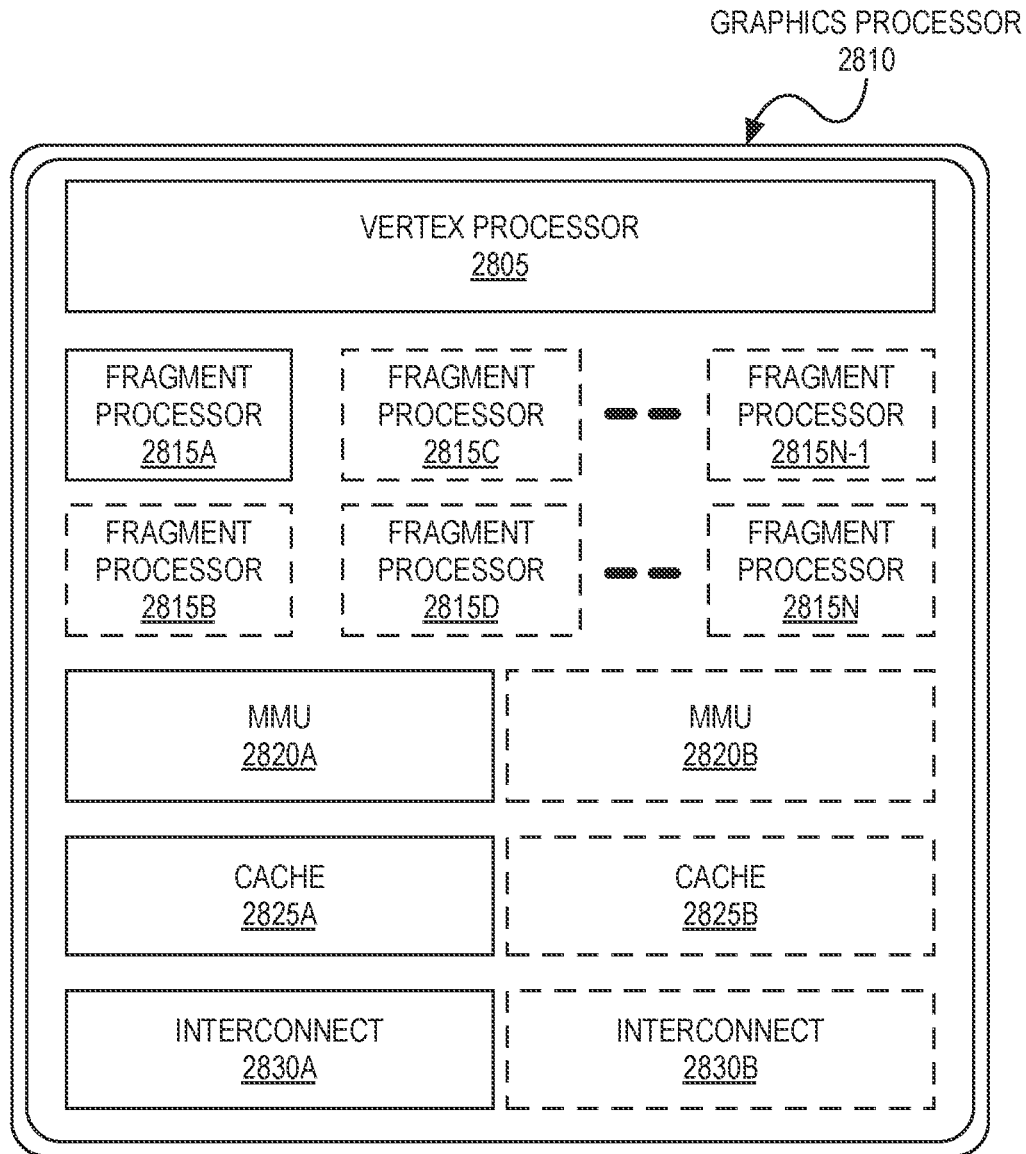 GRAPHICS PROCESSOR
2810
VERTEX PROCESSOR
2805
FRAGMENT
PROCESSOR
2815A
FRAGMENT
PROCESSOR
2815C
FRAGMENT
PROCESSOR
2815N-1
FRAGMENT
PROCESSOR
2815B
FRAGMENT
PROCESSOR
2815D
FRAGMENT
PROCESSOR
2815N
MMU
2820A
MMU
2820B
CACHE
2825A
CACHE
2825B
INTERCONNECT
2830A
INTERCONNECT
2830B